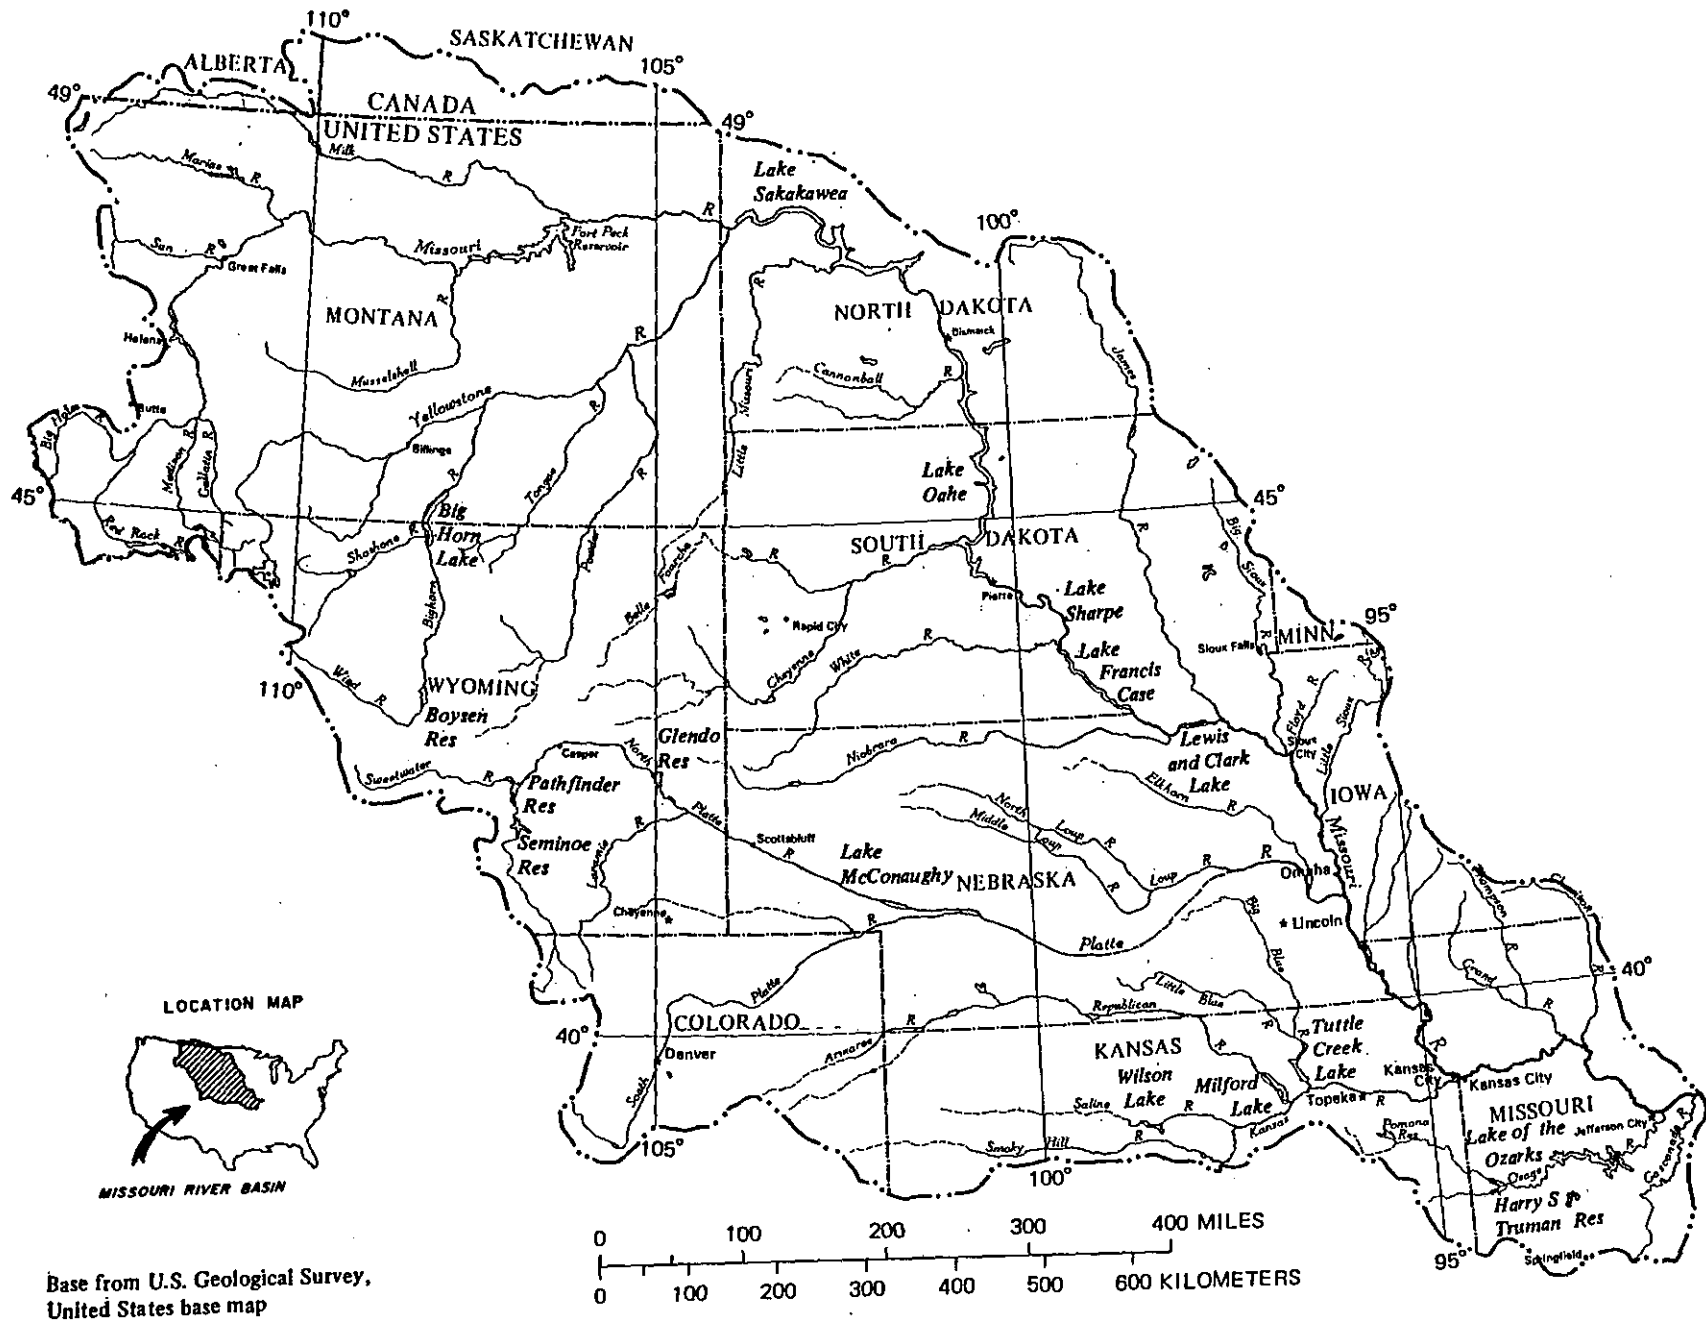 110°
SASKATCHEWAN
ALBERTA
105°
49°
CANADA
UNITED STATES
49°
Milk
R
Marias
R
Lake
Sakakawea
R
100°
Sun
R
Great Falls
Missouri
Fort Peck
Reservoir
R
MONTANA
R
NORTH DAKOTA
Bismarck
Helena
R
James
Musselshell
Cannonball
R
Missouri
Butte
Big Hole
R
Yellowstone
R
Madison
R
Gallatin
R
Billings
Little
R
R
Tongue
Lake
Oahe
45°
45°
Red Rock
Big
Horn
Lake
R
Shoshone
R
Powder
SOUTH DAKOTA
R
Big
Sioux
Fourche
R
R
Belle
Bighorn
Pierre
Lake
Sharpe
95°
Rapid City
R
MINN
R
Sioux Falls
110°
Wind
R
WYOMING
Boysen
Res
Cheyenne
White
Lake
Francis
Case
R
Floyd
Sioux
Little
Glendo
Res
North
Casper
Niobrara
R
Lewis
and Clark
Lake
Sioux
City
Sweetwater
R
Pathfinder
Res
Elkhorn
R
IOWA
Platte
R
North
Loup
R
Middle
Loup
R
Missouri
Seminoe
Res
Laramie
Scottsbluff
R
Lake
McConaughy
NEBRASKA
Loup
R
R
Omaha
Thompson
Chariton
Cheyenne
R
Big
Lincoln
Platte
Blue
R
Grand
R
R
40°
LOCATION MAP
Platte
COLORADO
Little Blue
R
Republican
R
40°
Denver
Arikaree
R
R
Tuttle
Creek
Lake
R
KANSAS
Wilson
Lake
Milford
Lake
Kansas
City
Kansas City
South
Saline
R
Topeka
R
MISSOURI
Pomona
Res
Lake of the
Ozarks
Jefferson City
R
Gasconade
R
Kansas
Smoky Hill
R
105°
100°
Osage
MISSOURI RIVER BASIN
Harry S
Truman Res
95°
Springfield
0 100 200 300 400 MILES
0 100 200 300 400 500 600 KILOMETERS
Base from U.S. Geological Survey,
United States base map